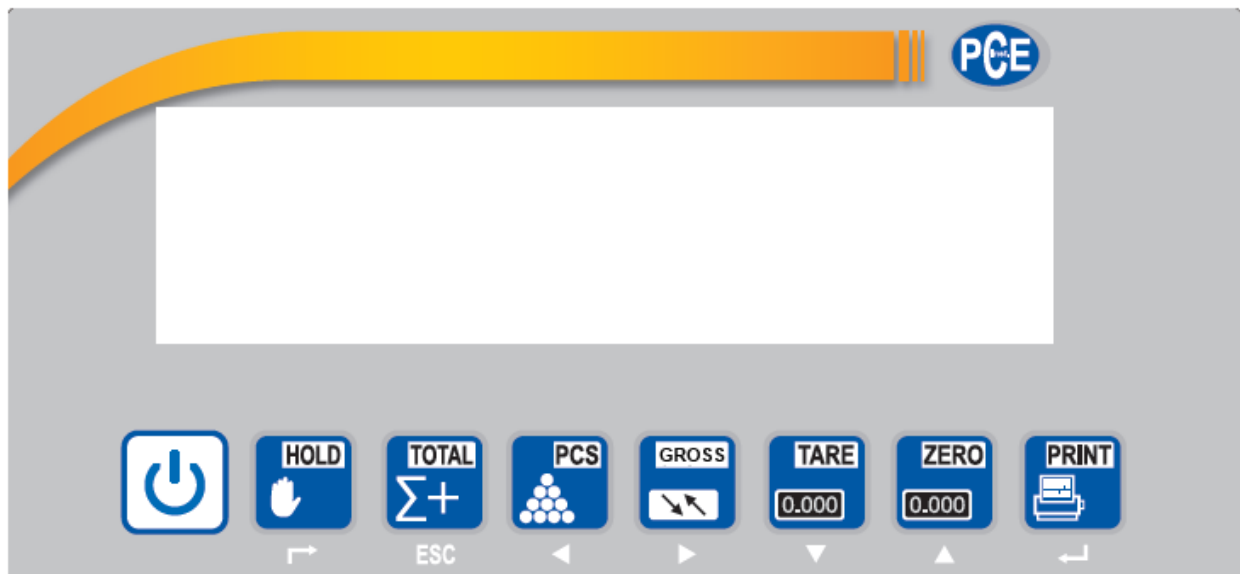 PCE
HOLD TOTAL PCS GROSS TARE ZERO PRINT
Σ+ 0.000 0.000
ESC